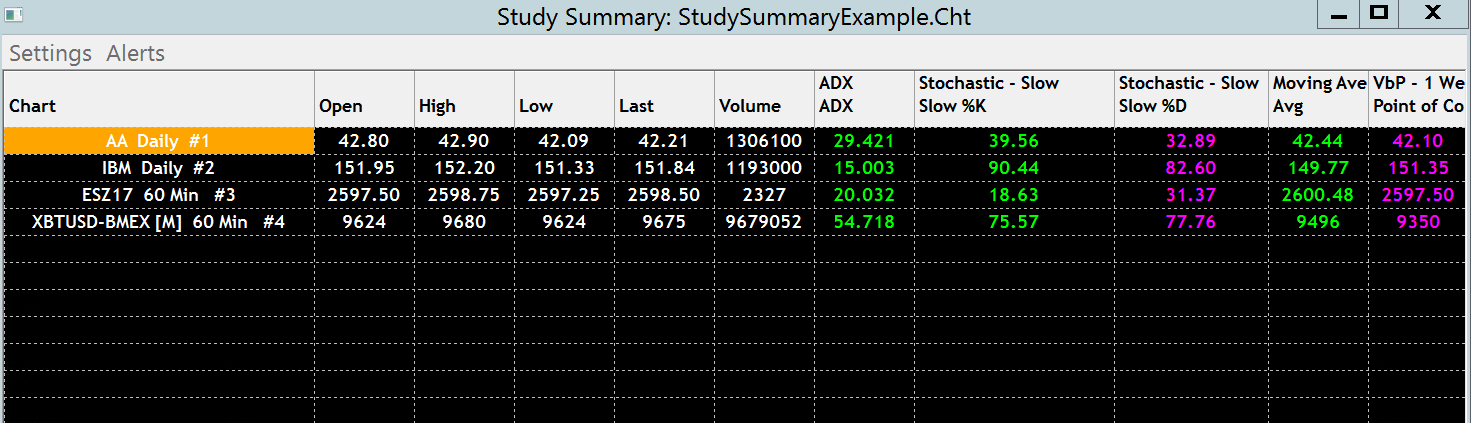 Study Summary: StudySummaryExample.Cht
Settings Alerts
ADX Stochastic - Slow Stochastic - Slow Moving Ave VbP - 1 We
Chart Open High Low Last Volume ADX Slow %K Slow %D Avg Point of Co
AA Daily #1 42.80 42.90 42.09 42.21 1306100 29.421 39.56 32.89 42.44 42.10
IBM Daily #2 151.95 152.20 151.33 151.84 1193000 15.003 90.44 82.60 149.77 151.35
ESZ17 60 Min #3 2597.50 2598.75 2597.25 2598.50 2327 20.032 18.63 31.37 2600.48 2597.50
XBTUSD-BMEX [M] 60 Min #4 9624 9680 9624 9675 9679052 54.718 75.57 77.76 9496 9350